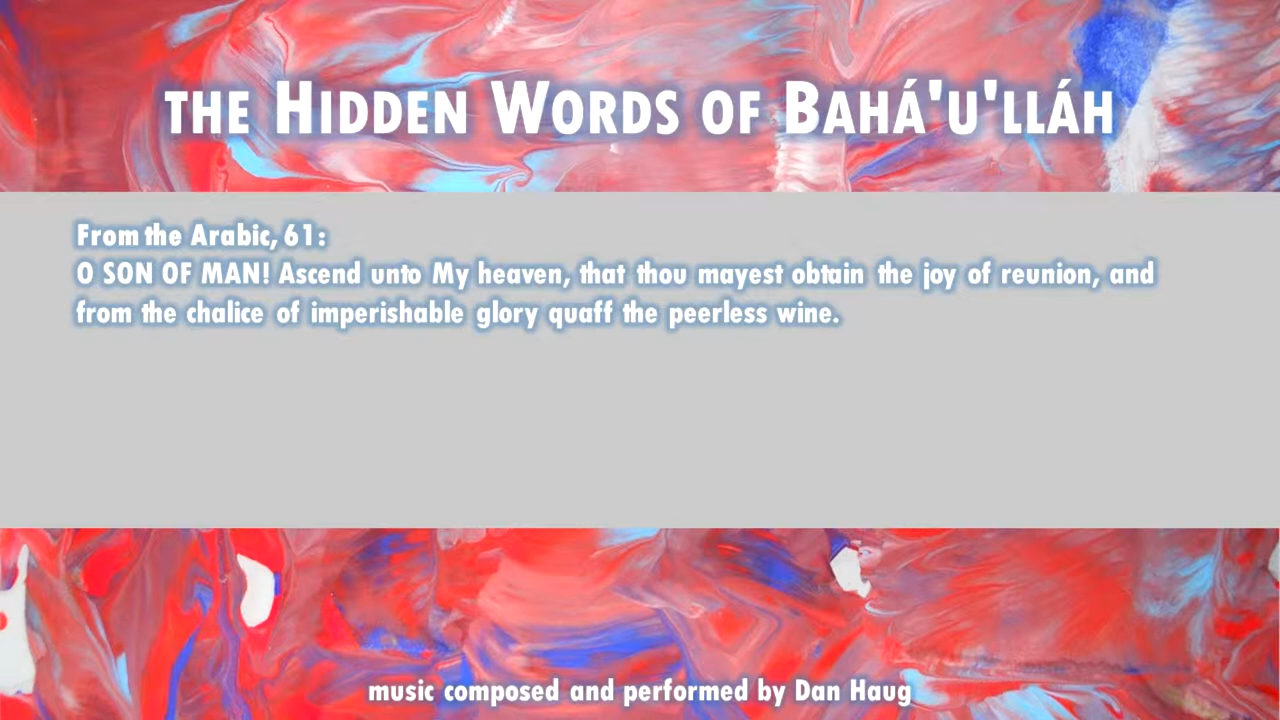 THE HIDDEN WORDS OF BAHÁ'U'LLÁH
From the Arabic, 61:
O SON OF MAN! Ascend unto My heaven, that thou mayest obtain the joy of reunion, and
from the chalice of imperishable glory quaff the peerless wine.
music composed and performed by Dan Haug